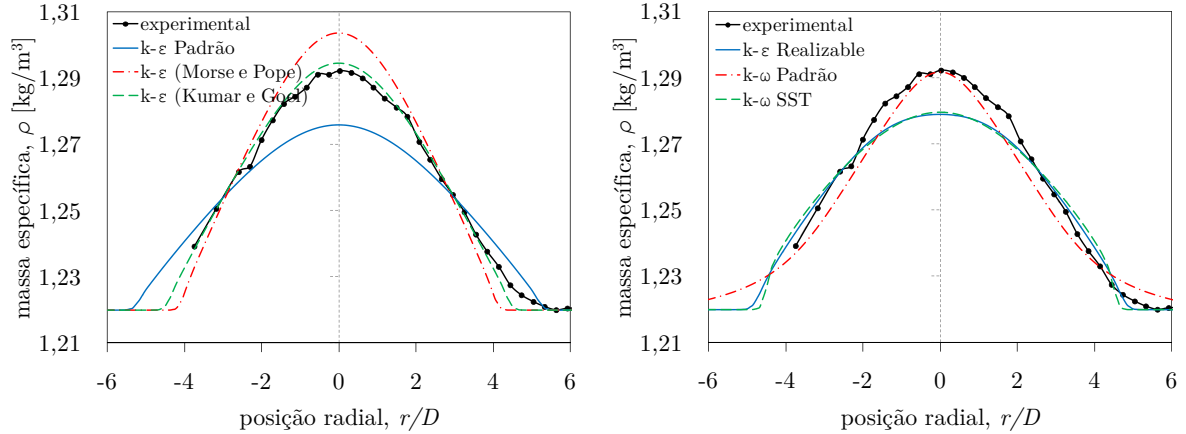 massa específica, ρ [kg/m³]
1,31
1,29
1,27
1,25
1,23
1,21
experimental
k-ε Padrão
k-ε (Morse e Pope)
k-ε (Kumar e Goel)
-6 -4 -2 0 2 4 6
posição radial, r/D
massa específica, ρ [kg/m³]
1,31
1,29
1,27
1,25
1,23
1,21
experimental
k-ε Realizable
k-ω Padrão
k-ω SST
-6 -4 -2 0 2 4 6
posição radial, r/D